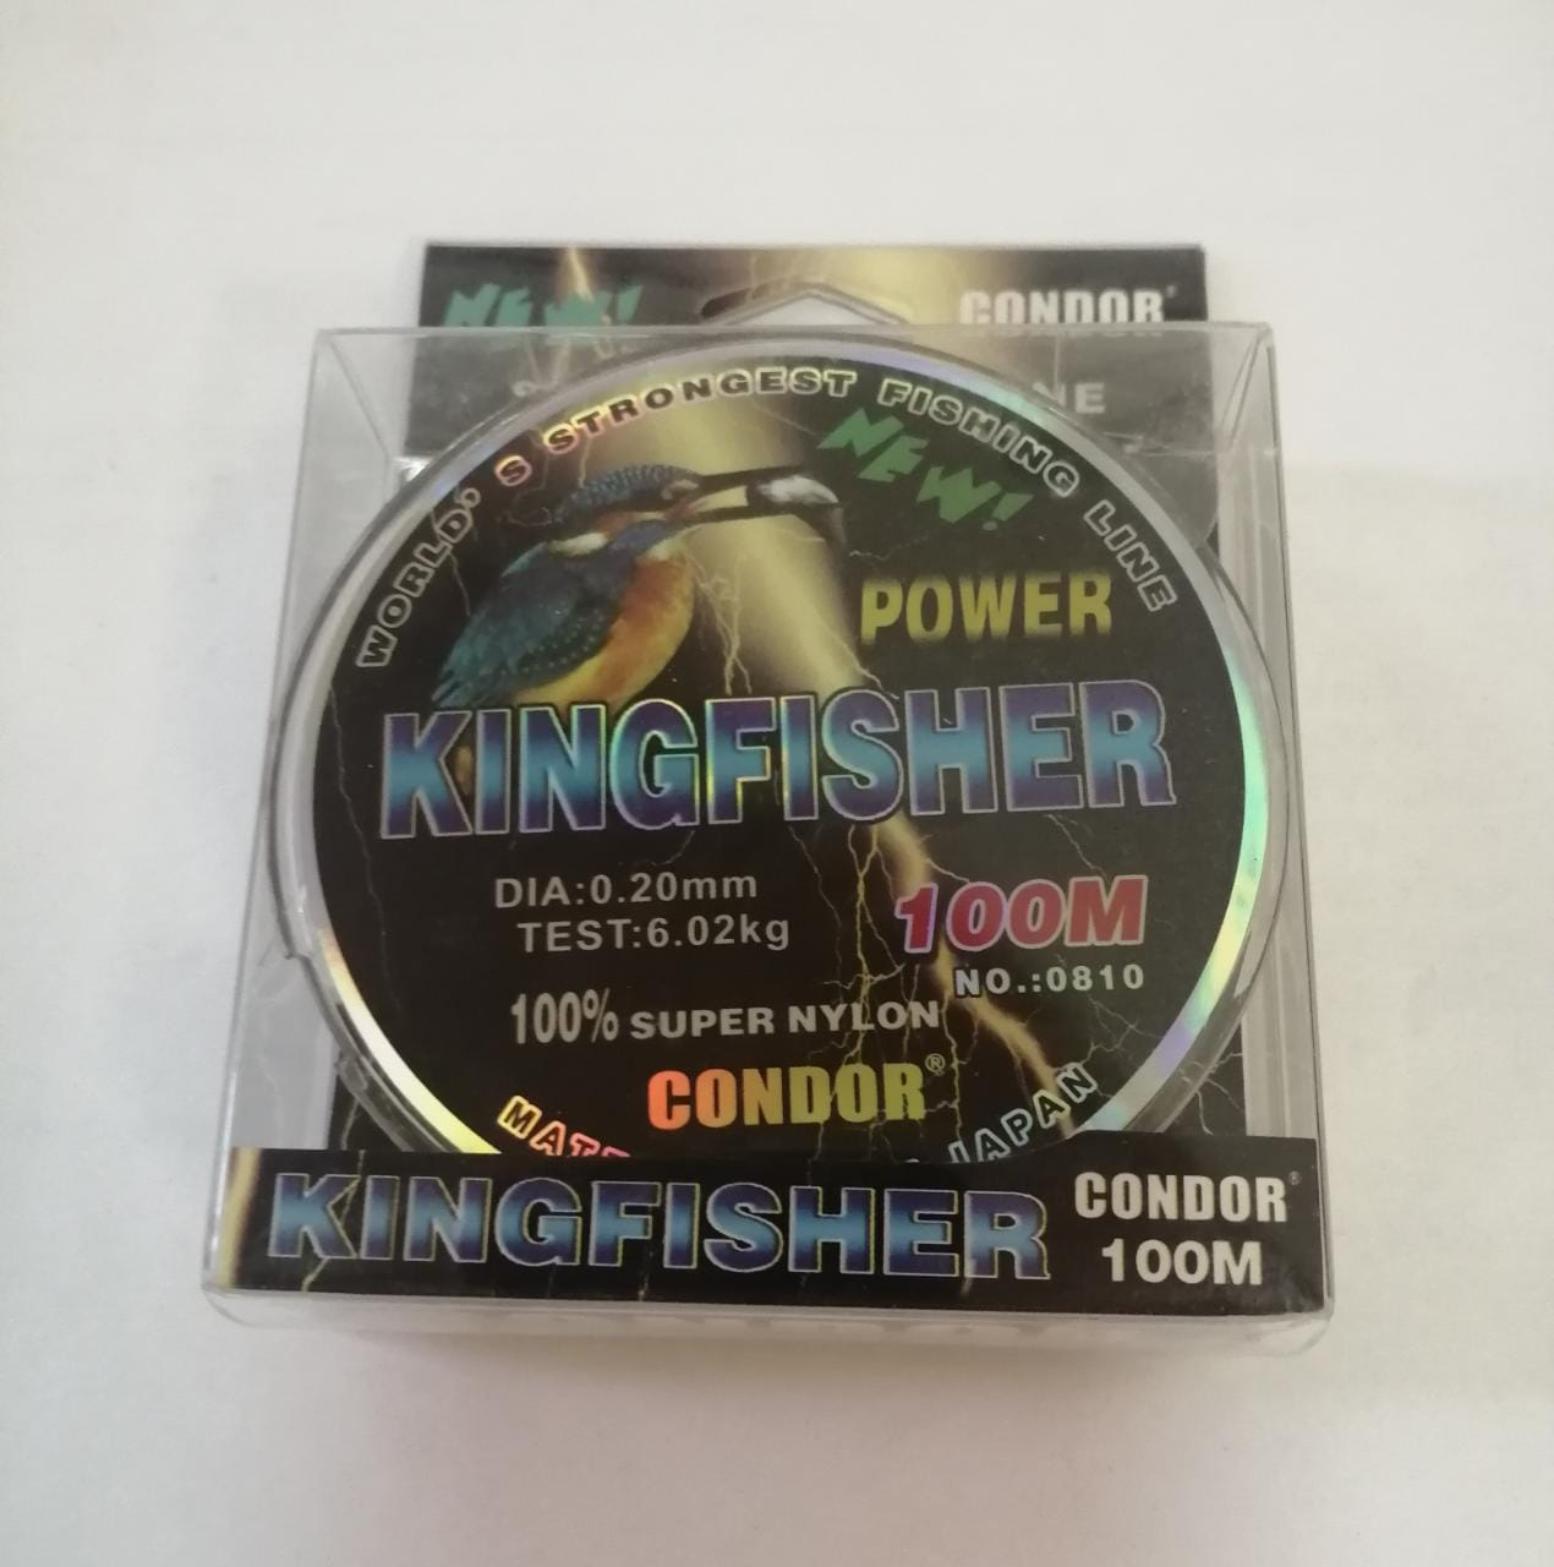 NEW!
CONDOR
WORLD'S STRONGEST FISHING LINE
NEW!
POWER
KINGFISHER
DIA:0.20mm
100M
TEST:6.02kg
NO.:0810
100% SUPER NYLON
CONDOR®
JAPAN
KINGFISHER
CONDOR
100M